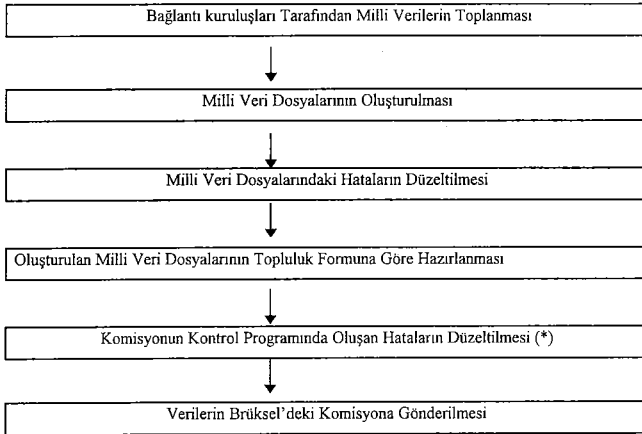 Bağlantı kuruluşları Tarafından Milli Verilerin Toplanması
Milli Veri Dosyalarının Oluşturulması
Milli Veri Dosyalarındaki Hataların Düzeltilmesi
Oluşturulan Milli Veri Dosyalarının Topluluk Formuna Göre Hazırlanması
Komisyonun Kontrol Programında Oluşan Hataların Düzeltilmesi (*)
Verilerin Brüksel'deki Komisyona Gönderilmesi